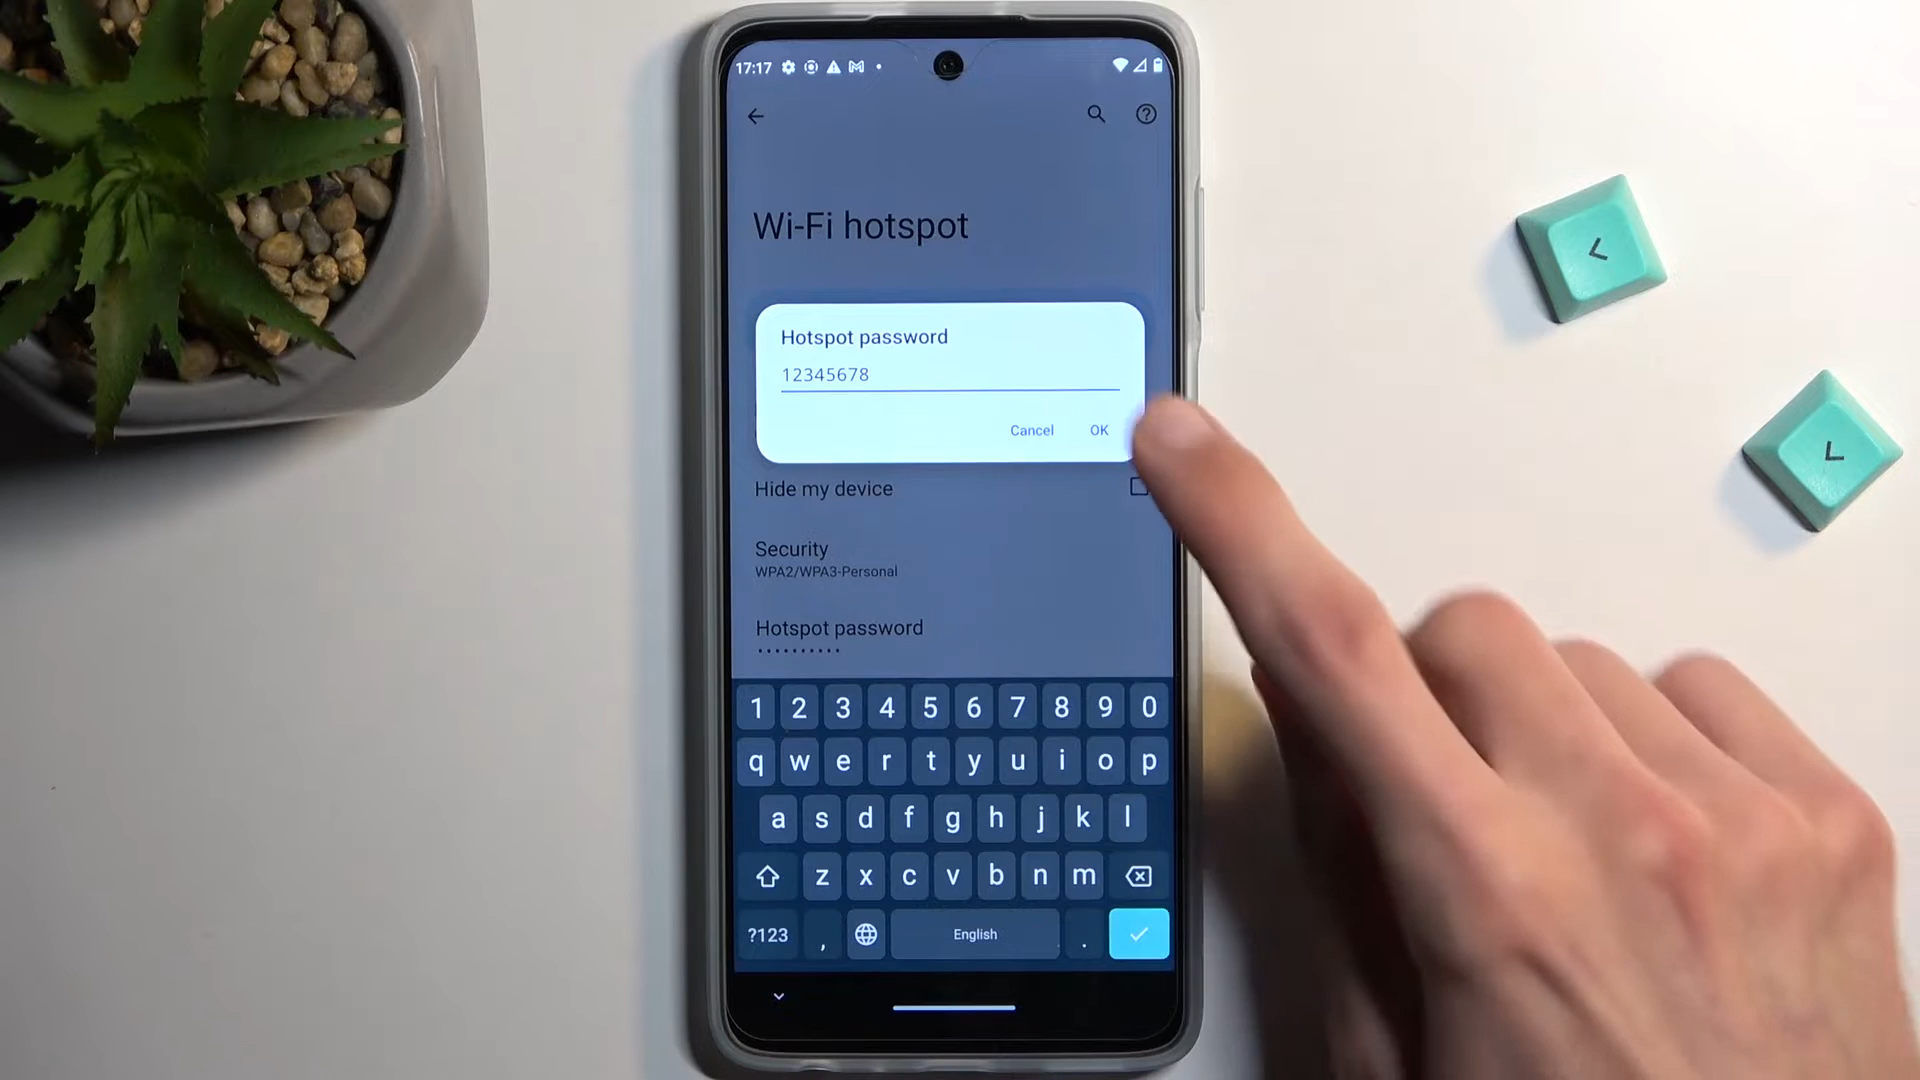 17:17
Wi-Fi hotspot
Hotspot password
12345678
Cancel OK
Hide my device
Security
WPA2/WPA3-Personal
Hotspot password
••••••••••
1 2 3 4 5 6 7 8 9 0
q w e r t y u i o p
a s d f g h j k l
z x c v b n m
?123 , English .
<
<